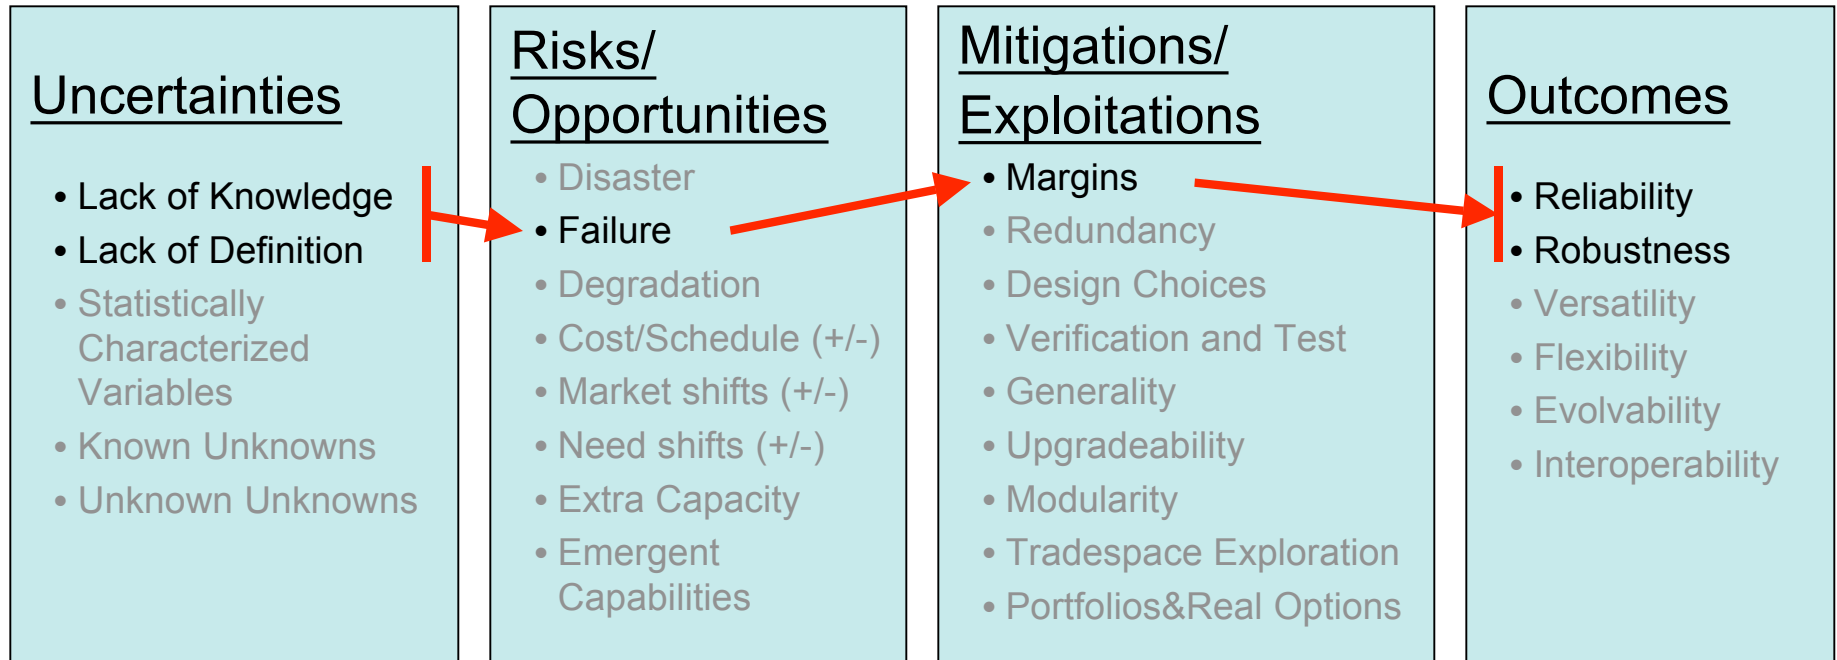 Uncertainties
• Lack of Knowledge
• Lack of Definition
• Statistically
Characterized
Variables
• Known Unknowns
• Unknown Unknowns
Risks/
Opportunities
• Disaster
• Failure
• Degradation
• Cost/Schedule (+/-)
• Market shifts (+/-)
• Need shifts (+/-)
• Extra Capacity
• Emergent
Capabilities
Mitigations/
Exploitations
• Margins
• Redundancy
• Design Choices
• Verification and Test
• Generality
• Upgradeability
• Modularity
• Tradespace Exploration
• Portfolios&Real Options
Outcomes
• Reliability
• Robustness
• Versatility
• Flexibility
• Evolvability
• Interoperability